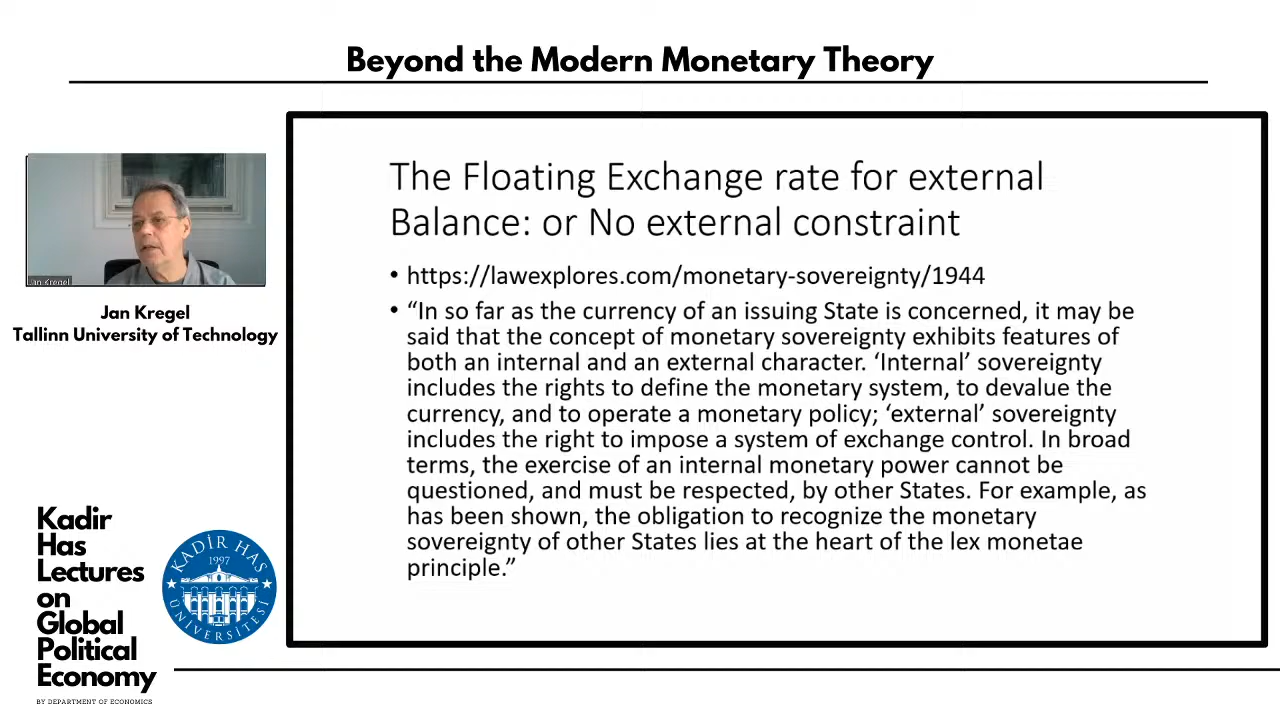 Beyond the Modern Monetary Theory
Jan Kregel
Jan Kregel
Tallinn University of Technology
The Floating Exchange rate for external
Balance: or No external constraint
• https://lawexplores.com/monetary-sovereignty/1944
• “In so far as the currency of an issuing State is concerned, it may be
said that the concept of monetary sovereignty exhibits features of
both an internal and an external character. ‘Internal’ sovereignty
includes the rights to define the monetary system, to devalue the
currency, and to operate a monetary policy; ‘external’ sovereignty
includes the right to impose a system of exchange control. In broad
terms, the exercise of an internal monetary power cannot be
questioned, and must be respected, by other States. For example, as
has been shown, the obligation to recognize the monetary
sovereignty of other States lies at the heart of the lex monetae
principle.”
Kadir
Has
Lectures
on
Global
Political
Economy
BY DEPARTMENT OF ECONOMICS
KADİR HAS
1997
ÜNİVERSİTESİ